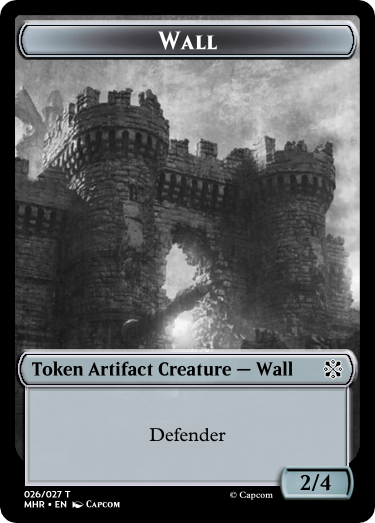 WALL
Token Artifact Creature — Wall
Defender
2/4
026/027 T
MHR • EN CAPCOM
© Capcom